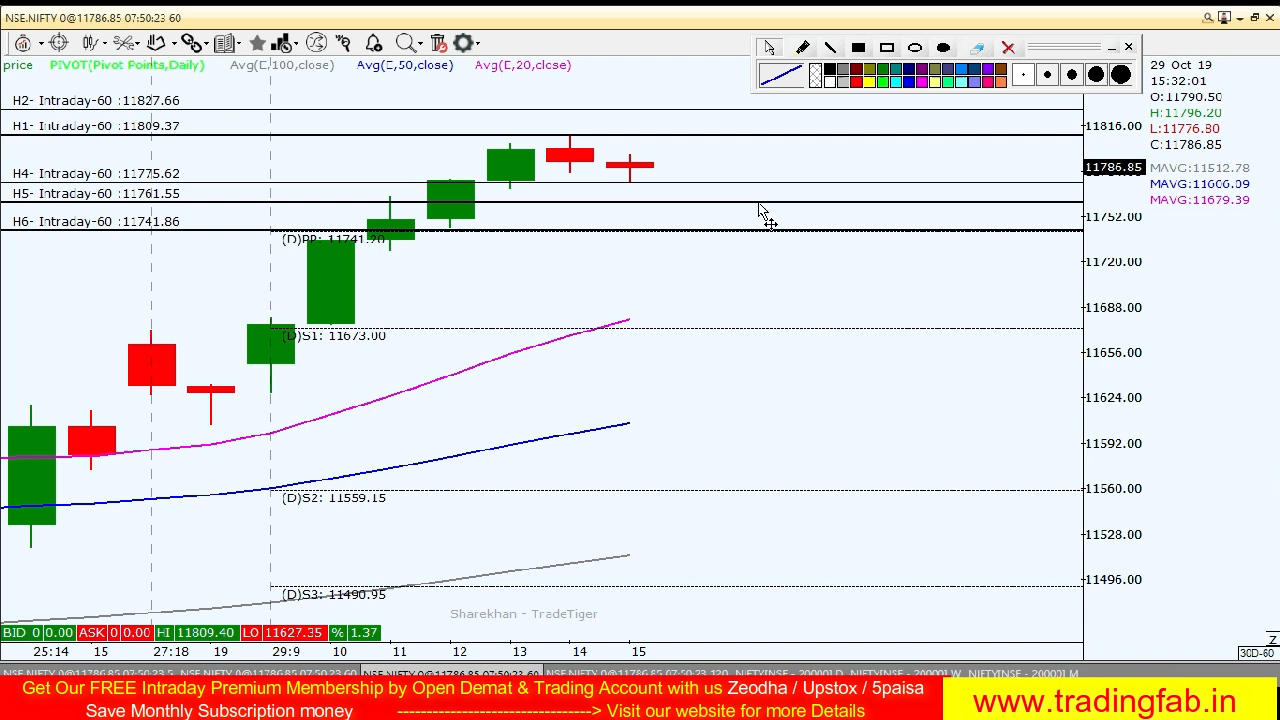 NSE.NIFTY 0@11786.85 07:50:23 60
price PIVOT(Pivot Points,Daily) Avg(E,100,close) Avg(E,50,close) Avg(E,20,close)
29 Oct 19
15:32:01
O:11790.50
H:11796.20
L:11776.80
C:11786.85
MAVG:11512.78
MAVG:11606.09
MAVG:11679.39
H2- Intraday-60 :11827.66
H1- Intraday-60 :11809.37
H4- Intraday-60 :11775.62
H5- Intraday-60 :11761.55
H6- Intraday-60 :11741.86
(D)PP: 11741.20
(D)S1: 11673.00
(D)S2: 11559.15
(D)S3: 11490.95
11816.00
11786.85
11752.00
11720.00
11688.00
11656.00
11624.00
11592.00
11560.00
11528.00
11496.00
Sharekhan - TradeTiger
BID 0 0.00 ASK 0 0.00 HI 11809.40 LO 11627.35 % 1.37
25:14 15 27:18 19 29:9 10 11 12 13 14 15
Z
30D-60
Get Our FREE Intraday Premium Membership by Open Demat & Trading Account with us Zeodha / Upstox / 5paisa
Save Monthly Subscription money --------------------------------> Visit our website for more Details
www.tradingfab.in